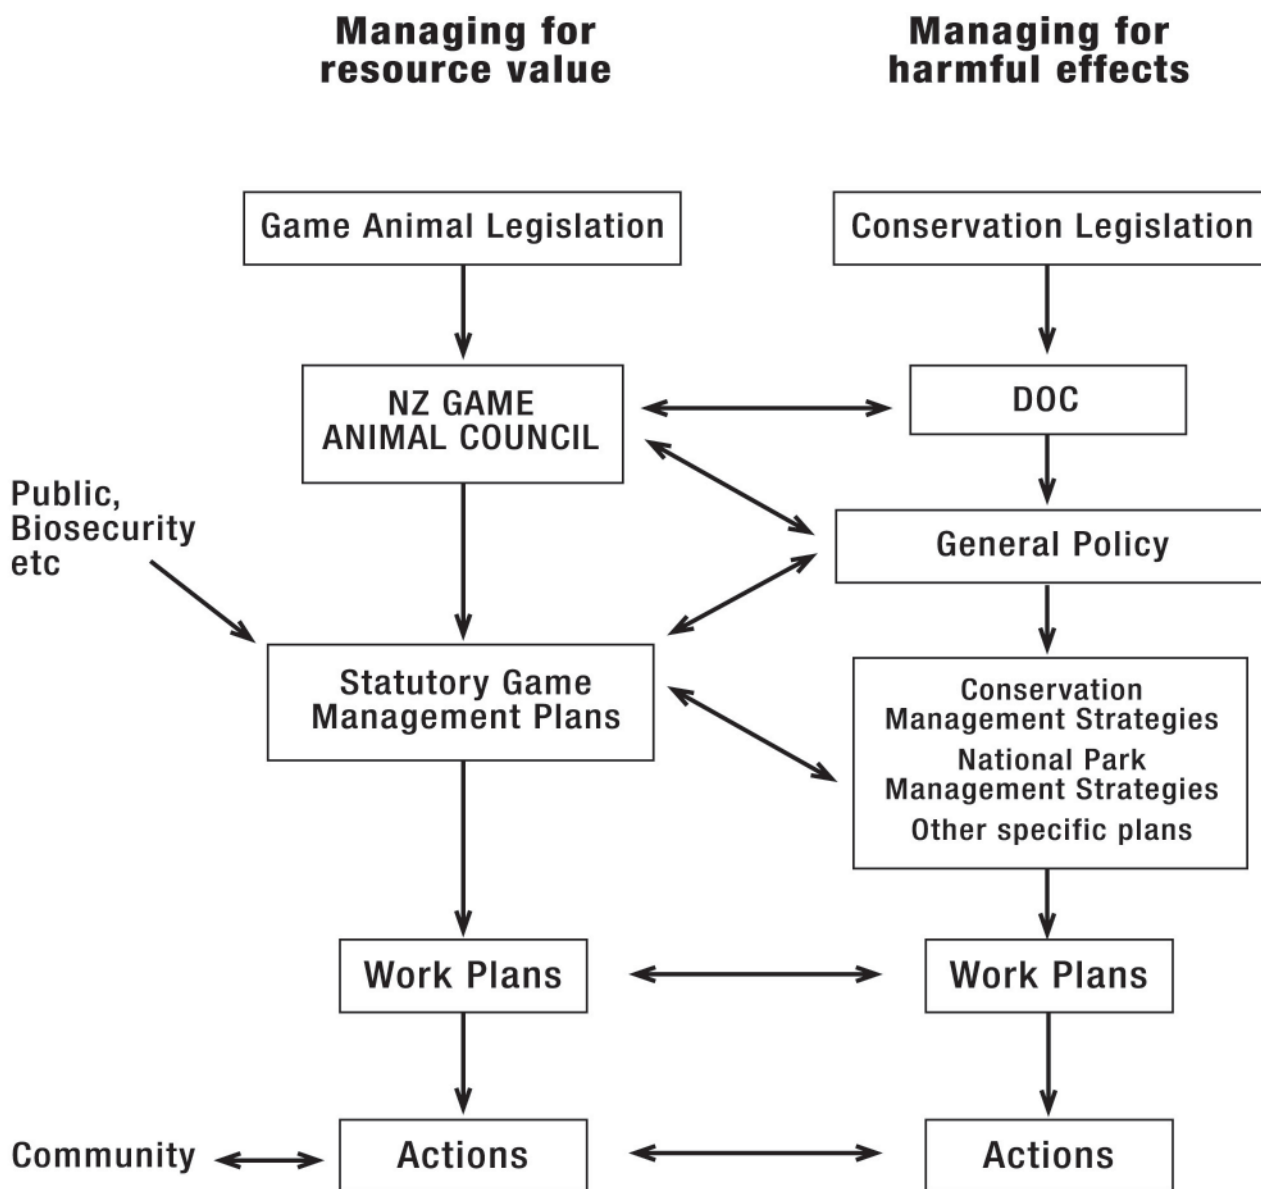 Managing for
resource value
Managing for
harmful effects
Game Animal Legislation
Conservation Legislation
NZ GAME
ANIMAL COUNCIL
DOC
Public,
Biosecurity
etc
General Policy
Statutory Game
Management Plans
Conservation
Management Strategies
National Park
Management Strategies
Other specific plans
Work Plans
Work Plans
Community
Actions
Actions